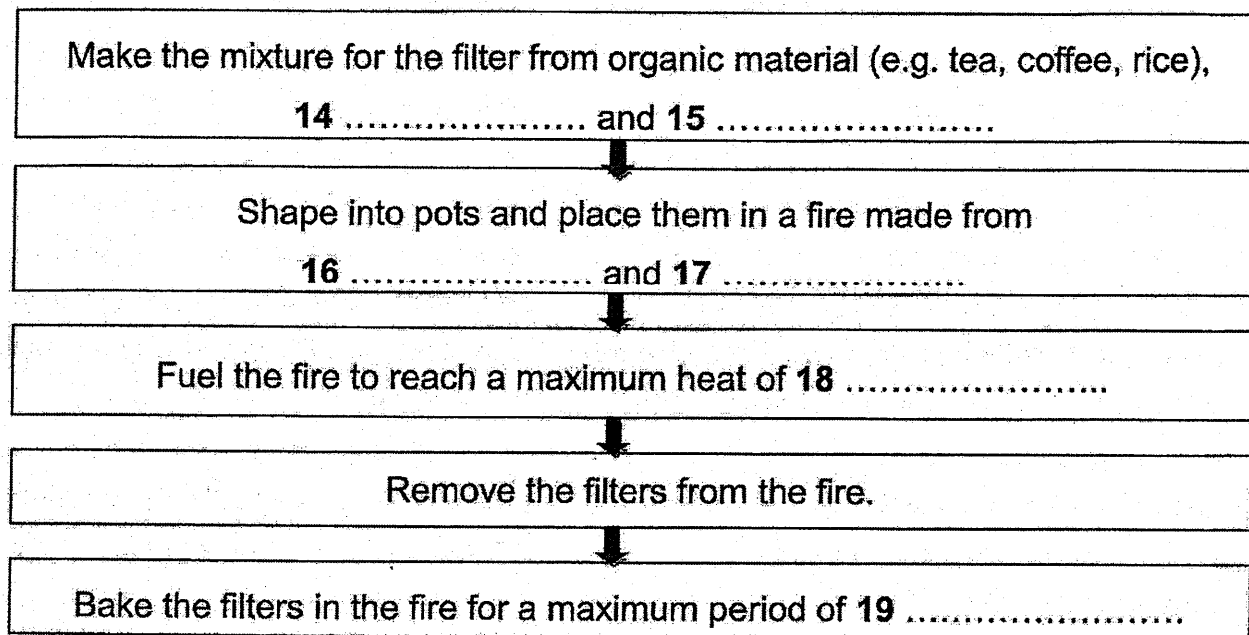 Make the mixture for the filter from organic material (e.g. tea, coffee, rice),
14 ...................... and 15 .........................
Shape into pots and place them in a fire made from
16 ...................... and 17 ......................
Fuel the fire to reach a maximum heat of 18 ........................
Remove the filters from the fire.
Bake the filters in the fire for a maximum period of 19 .........................